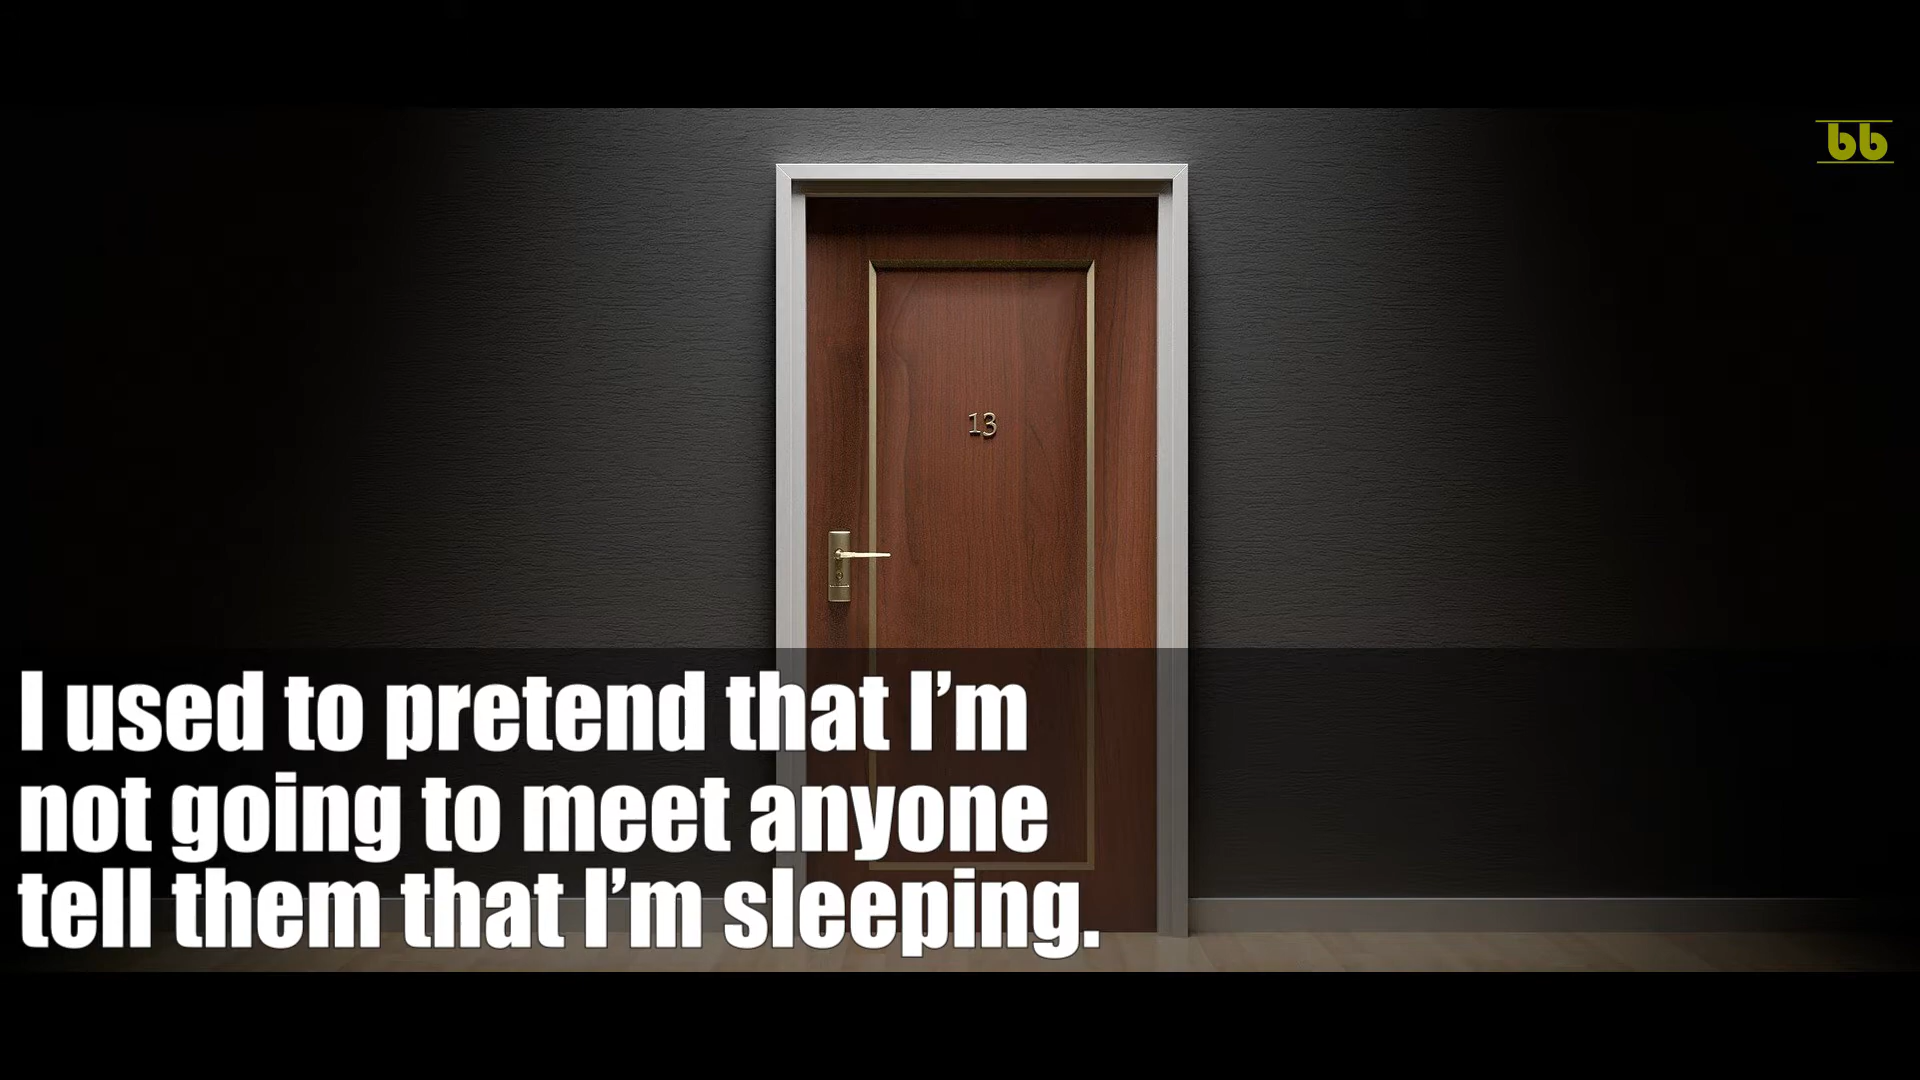 bb
13
I used to pretend that I’m
not going to meet anyone
tell them that I’m sleeping.